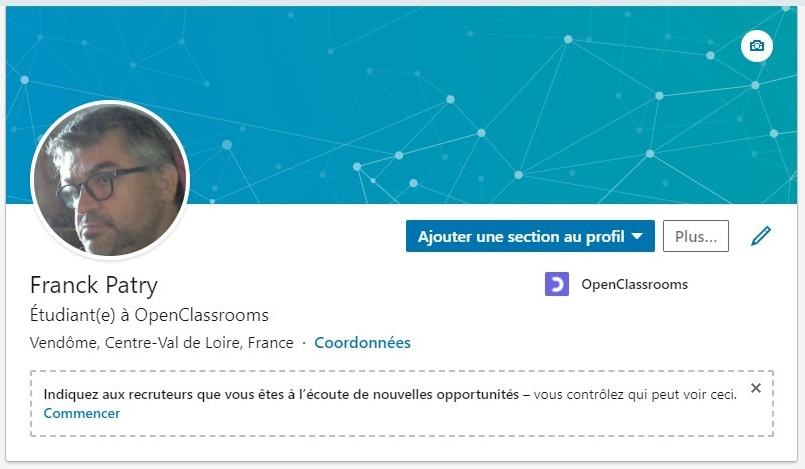 Ajouter une section au profil
Plus...
Franck Patry
OpenClassrooms
Étudiant(e) à OpenClassrooms
Vendôme, Centre-Val de Loire, France · Coordonnées
Indiquez aux recruteurs que vous êtes à l’écoute de nouvelles opportunités – vous contrôlez qui peut voir ceci.
Commencer